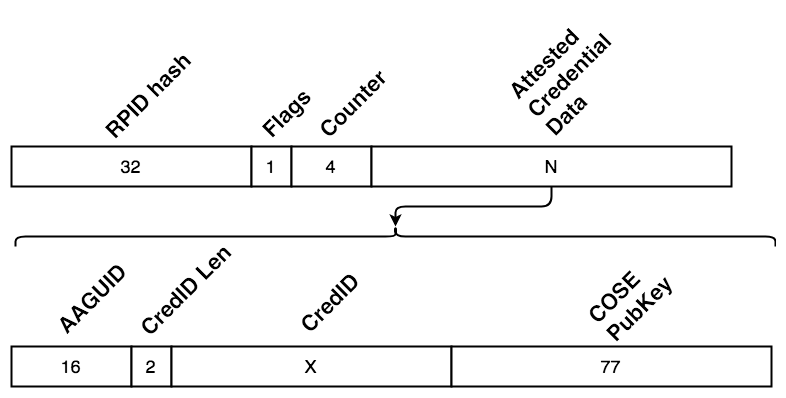 RPID hash
Flags
Counter
Attested
Credential
Data
32
1
4
N
AAGUID
CredID Len
CredID
COSE
PubKey
16
2
X
77